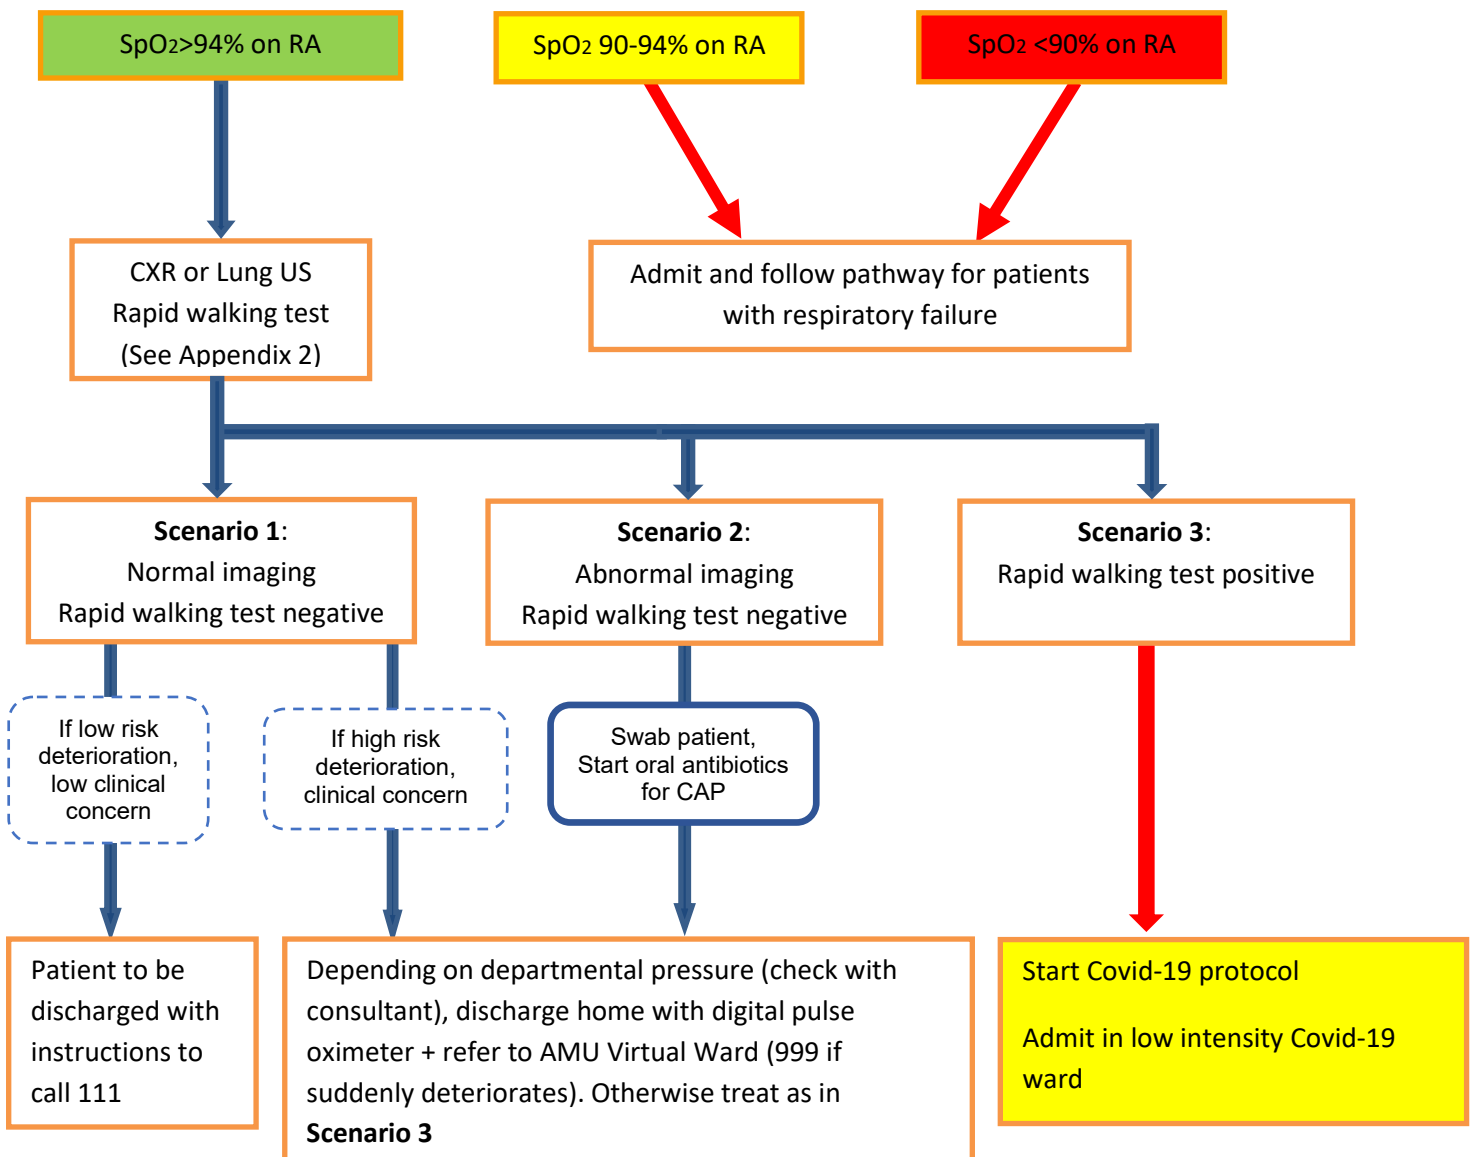 SpO2>94% on RA
SpO2 90-94% on RA
SpO2 <90% on RA
CXR or Lung US
Rapid walking test
(See Appendix 2)
Admit and follow pathway for patients
with respiratory failure
Scenario 1:
Normal imaging
Rapid walking test negative
Scenario 2:
Abnormal imaging
Rapid walking test negative
Scenario 3:
Rapid walking test positive
If low risk
deterioration,
low clinical
concern
If high risk
deterioration,
clinical concern
Swab patient,
Start oral antibiotics
for CAP
Patient to be
discharged with
instructions to
call 111
Depending on departmental pressure (check with
consultant), discharge home with digital pulse
oximeter + refer to AMU Virtual Ward (999 if
suddenly deteriorates). Otherwise treat as in
Scenario 3
Start Covid-19 protocol
Admit in low intensity Covid-19
ward